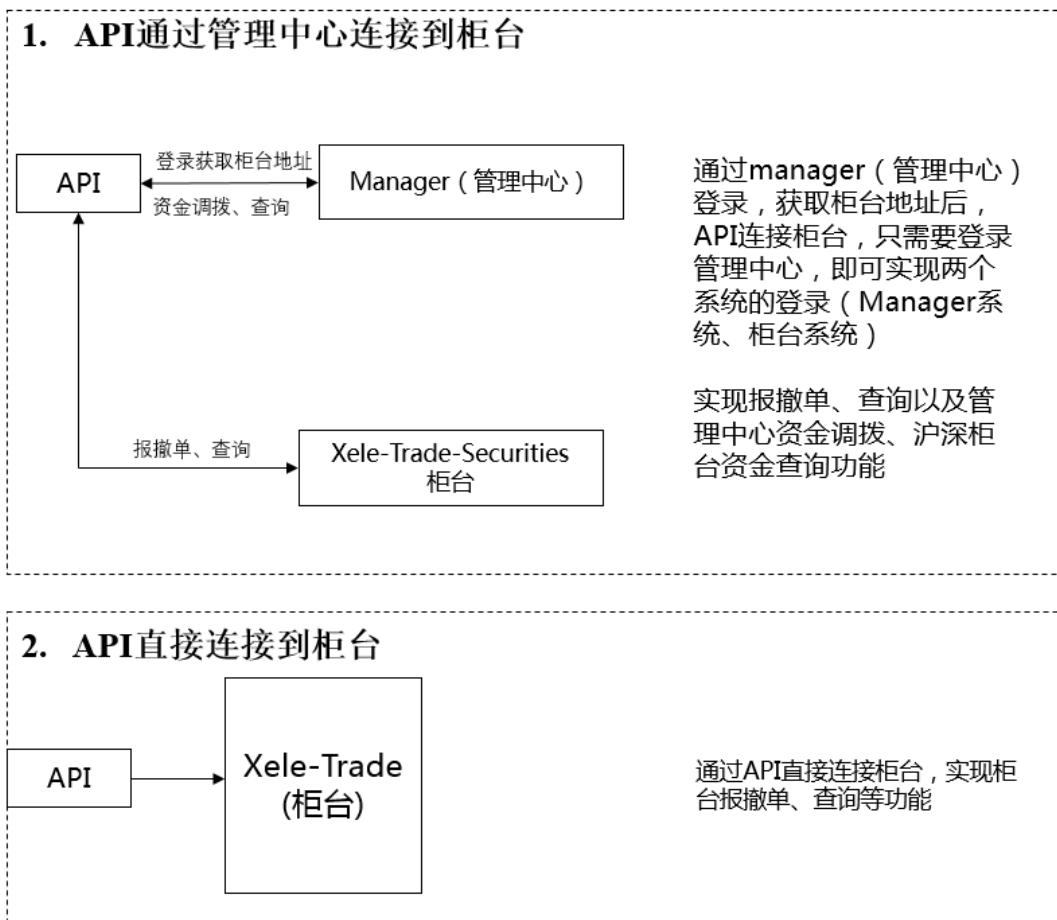 1. API通过管理中心连接到柜台
登录获取柜台地址
API
Manager（管理中心）
资金调拨、查询
通过manager（管理中心）
登录，获取柜台地址后，
API连接柜台，只需要登录
管理中心，即可实现两个
系统的登录（Manager系
统、柜台系统）
实现报撤单、查询以及管
理中心资金调拨、沪深柜
台资金查询功能
报撤单、查询
Xele-Trade-Securities
柜台
2. API直接连接到柜台
API
Xele-Trade
(柜台)
通过API直接连接柜台，实现柜
台报撤单、查询等功能